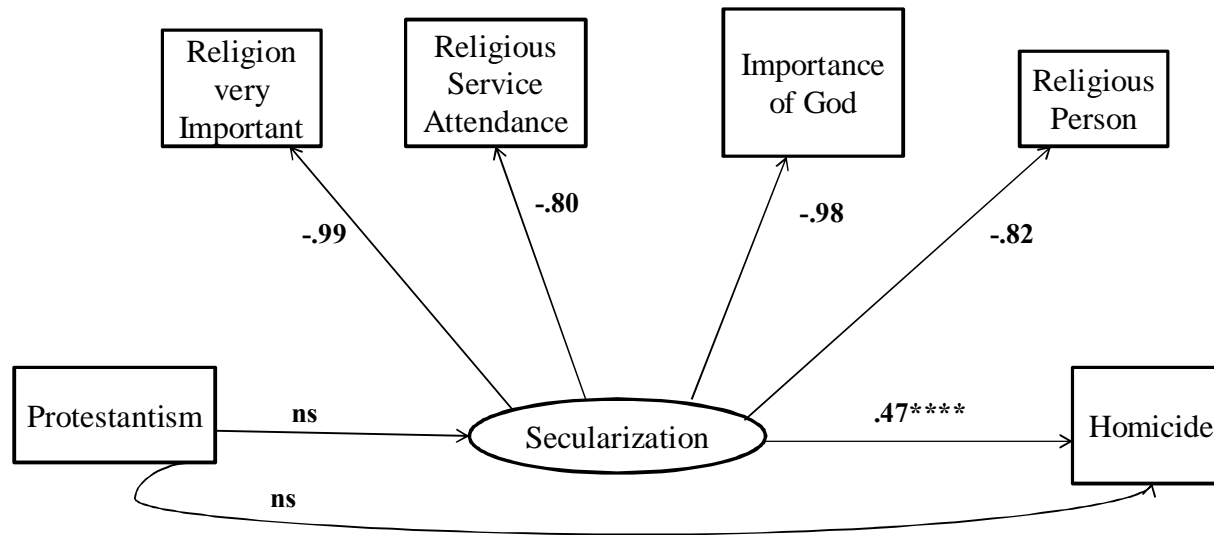 Religion
very
Important
Religious
Service
Attendance
Importance
of God
Religious
Person
-.99
-.80
-.98
-.82
Protestantism
ns
Secularization
.47****
Homicide
ns